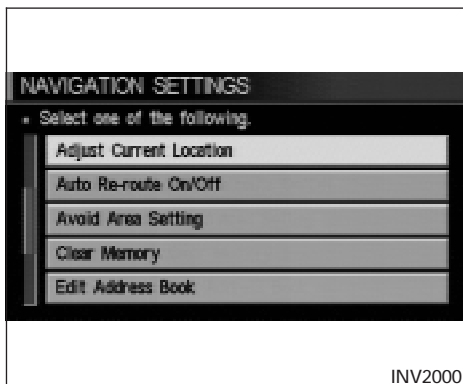 NAVIGATION SETTINGS
Select one of the following.
Adjust Current Location
Auto Re-route On/Off
Avoid Area Setting
Clear Memory
Edit Address Book
INV2000